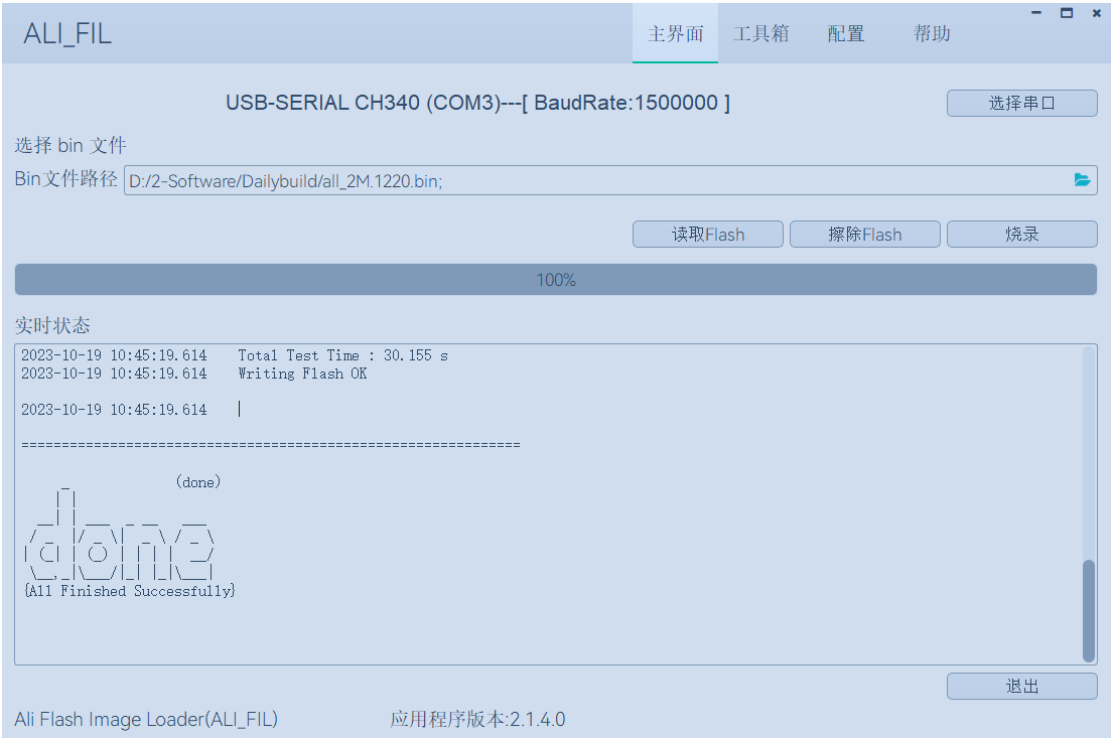 ALI_FIL
主界面 工具箱 配置 帮助
USB-SERIAL CH340 (COM3)---[ BaudRate:1500000 ]
选择串口
选择 bin 文件
Bin文件路径 D:/2-Software/Dailybuild/all_2M.1220.bin;
读取Flash 擦除Flash 烧录
100%
实时状态
2023-10-19 10:45:19.614 Total Test Time : 30.155 s
2023-10-19 10:45:19.614 Writing Flash OK
2023-10-19 10:45:19.614
============================================================
(done)
done
{All Finished Successfully}
退出
Ali Flash Image Loader(ALI_FIL) 应用程序版本:2.1.4.0